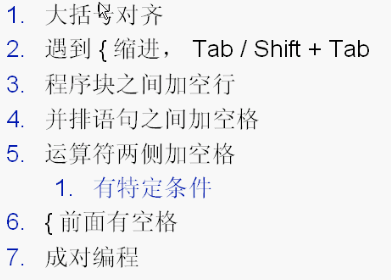 1. 大括号对齐
2. 遇到 { 缩进， Tab / Shift + Tab
3. 程序块之间加空行
4. 并排语句之间加空格
5. 运算符两侧加空格
1. 有特定条件
6. { 前面有空格
7. 成对编程